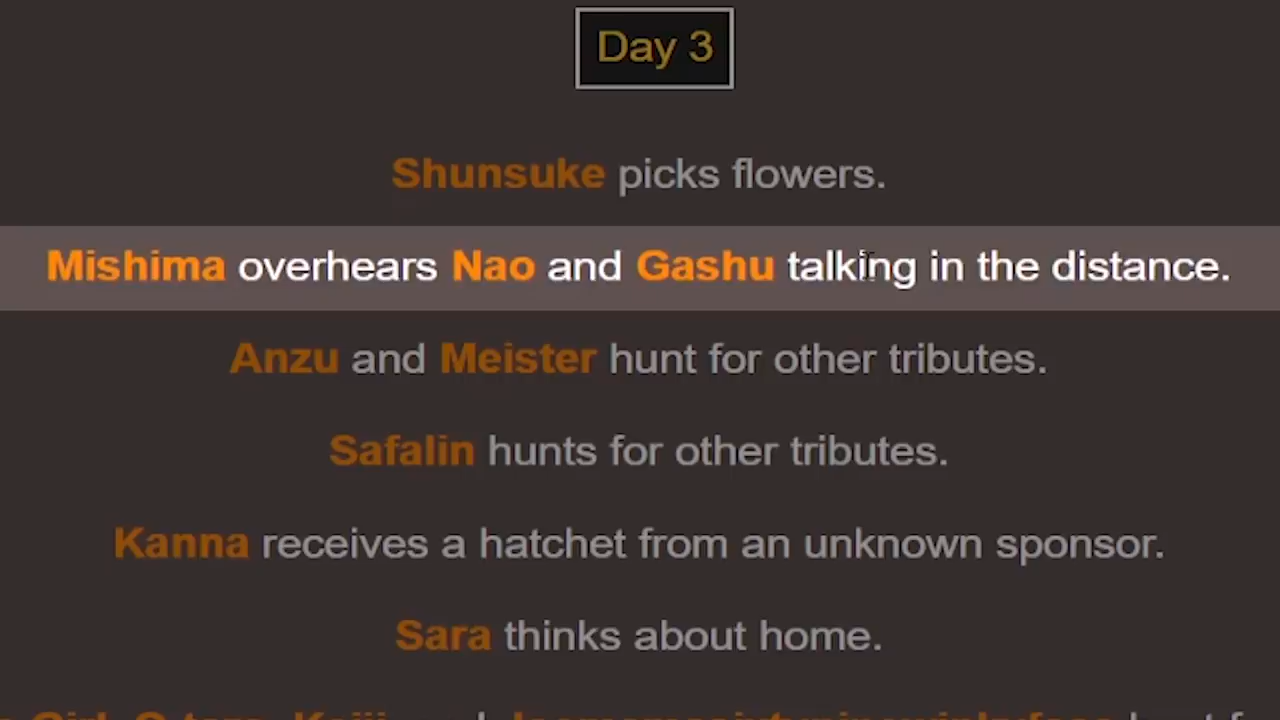 Day 3
Shunsuke picks flowers.
Mishima overhears Nao and Gashu talking in the distance.
Anzu and Meister hunt for other tributes.
Safalin hunts for other tributes.
Kanna receives a hatchet from an unknown sponsor.
Sara thinks about home.